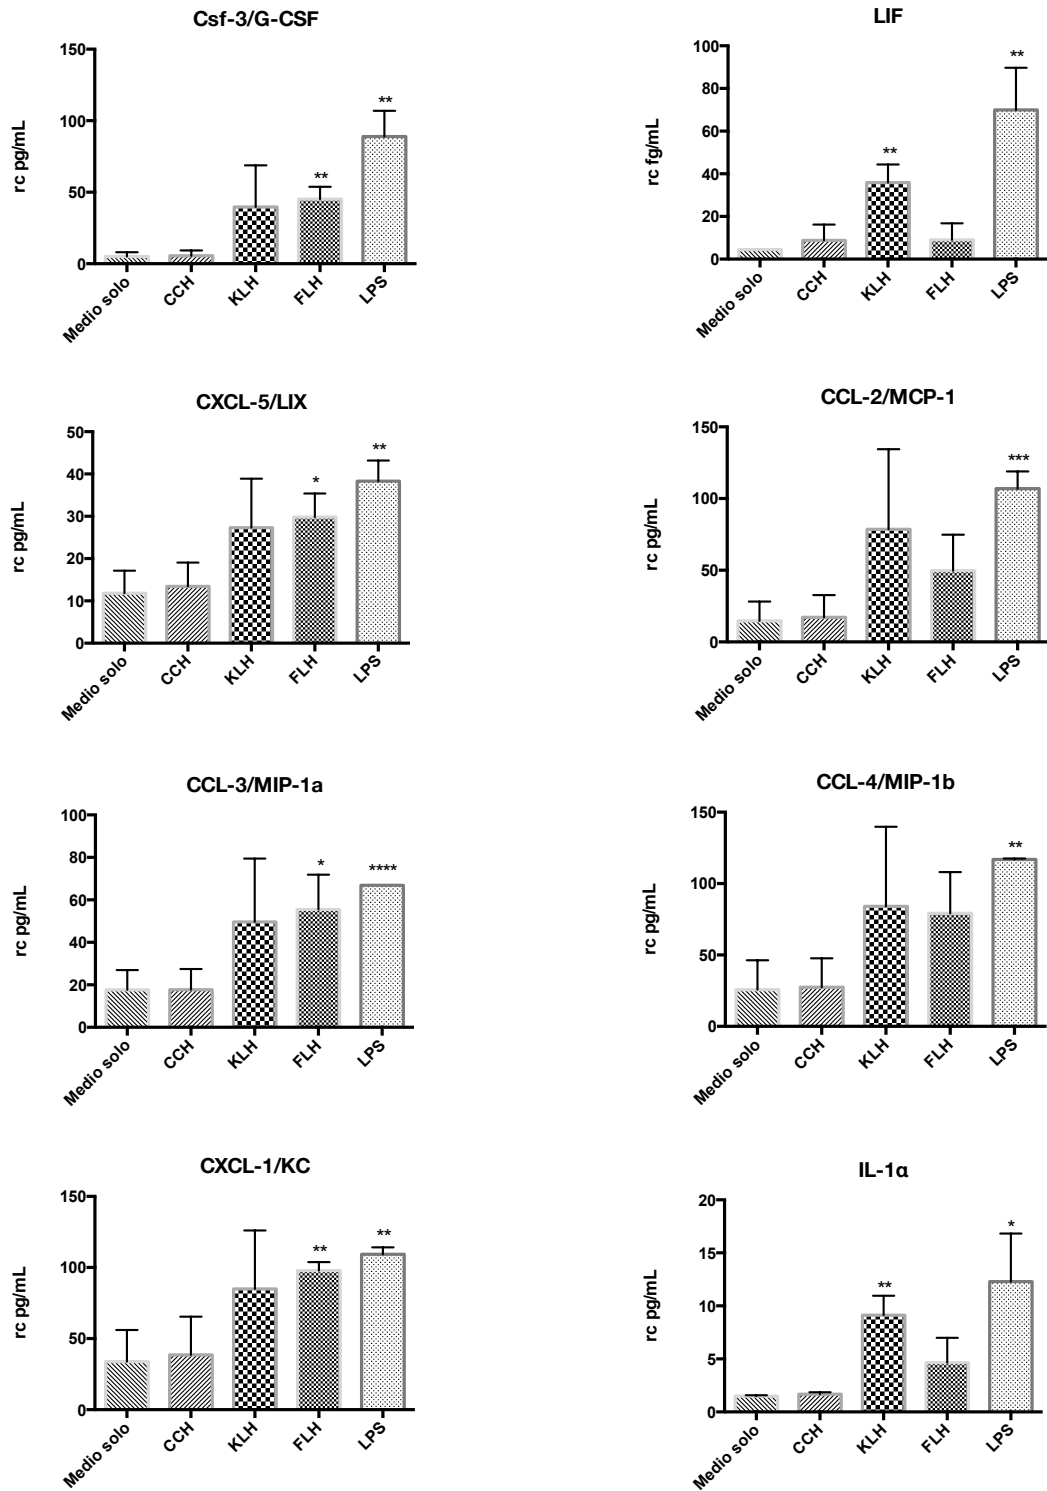 Csf-3/G-CSF
rc pg/mL
150
100
50
0
**
**
Medio solo
CCH
KLH
FLH
LPS
LIF
rc fg/mL
100
80
60
40
20
0
**
**
Medio solo
CCH
KLH
FLH
LPS
CXCL-5/LIX
rc pg/mL
50
40
30
20
10
0
*
**
Medio solo
CCH
KLH
FLH
LPS
CCL-2/MCP-1
rc pg/mL
150
100
50
0
***
Medio solo
CCH
KLH
FLH
LPS
CCL-3/MIP-1a
rc pg/mL
100
80
60
40
20
0
*
****
Medio solo
CCH
KLH
FLH
LPS
CCL-4/MIP-1b
rc pg/mL
150
100
50
0
**
Medio solo
CCH
KLH
FLH
LPS
CXCL-1/KC
rc pg/mL
150
100
50
0
**
**
Medio solo
CCH
KLH
FLH
LPS
IL-1α
rc pg/mL
20
15
10
5
0
**
*
Medio solo
CCH
KLH
FLH
LPS